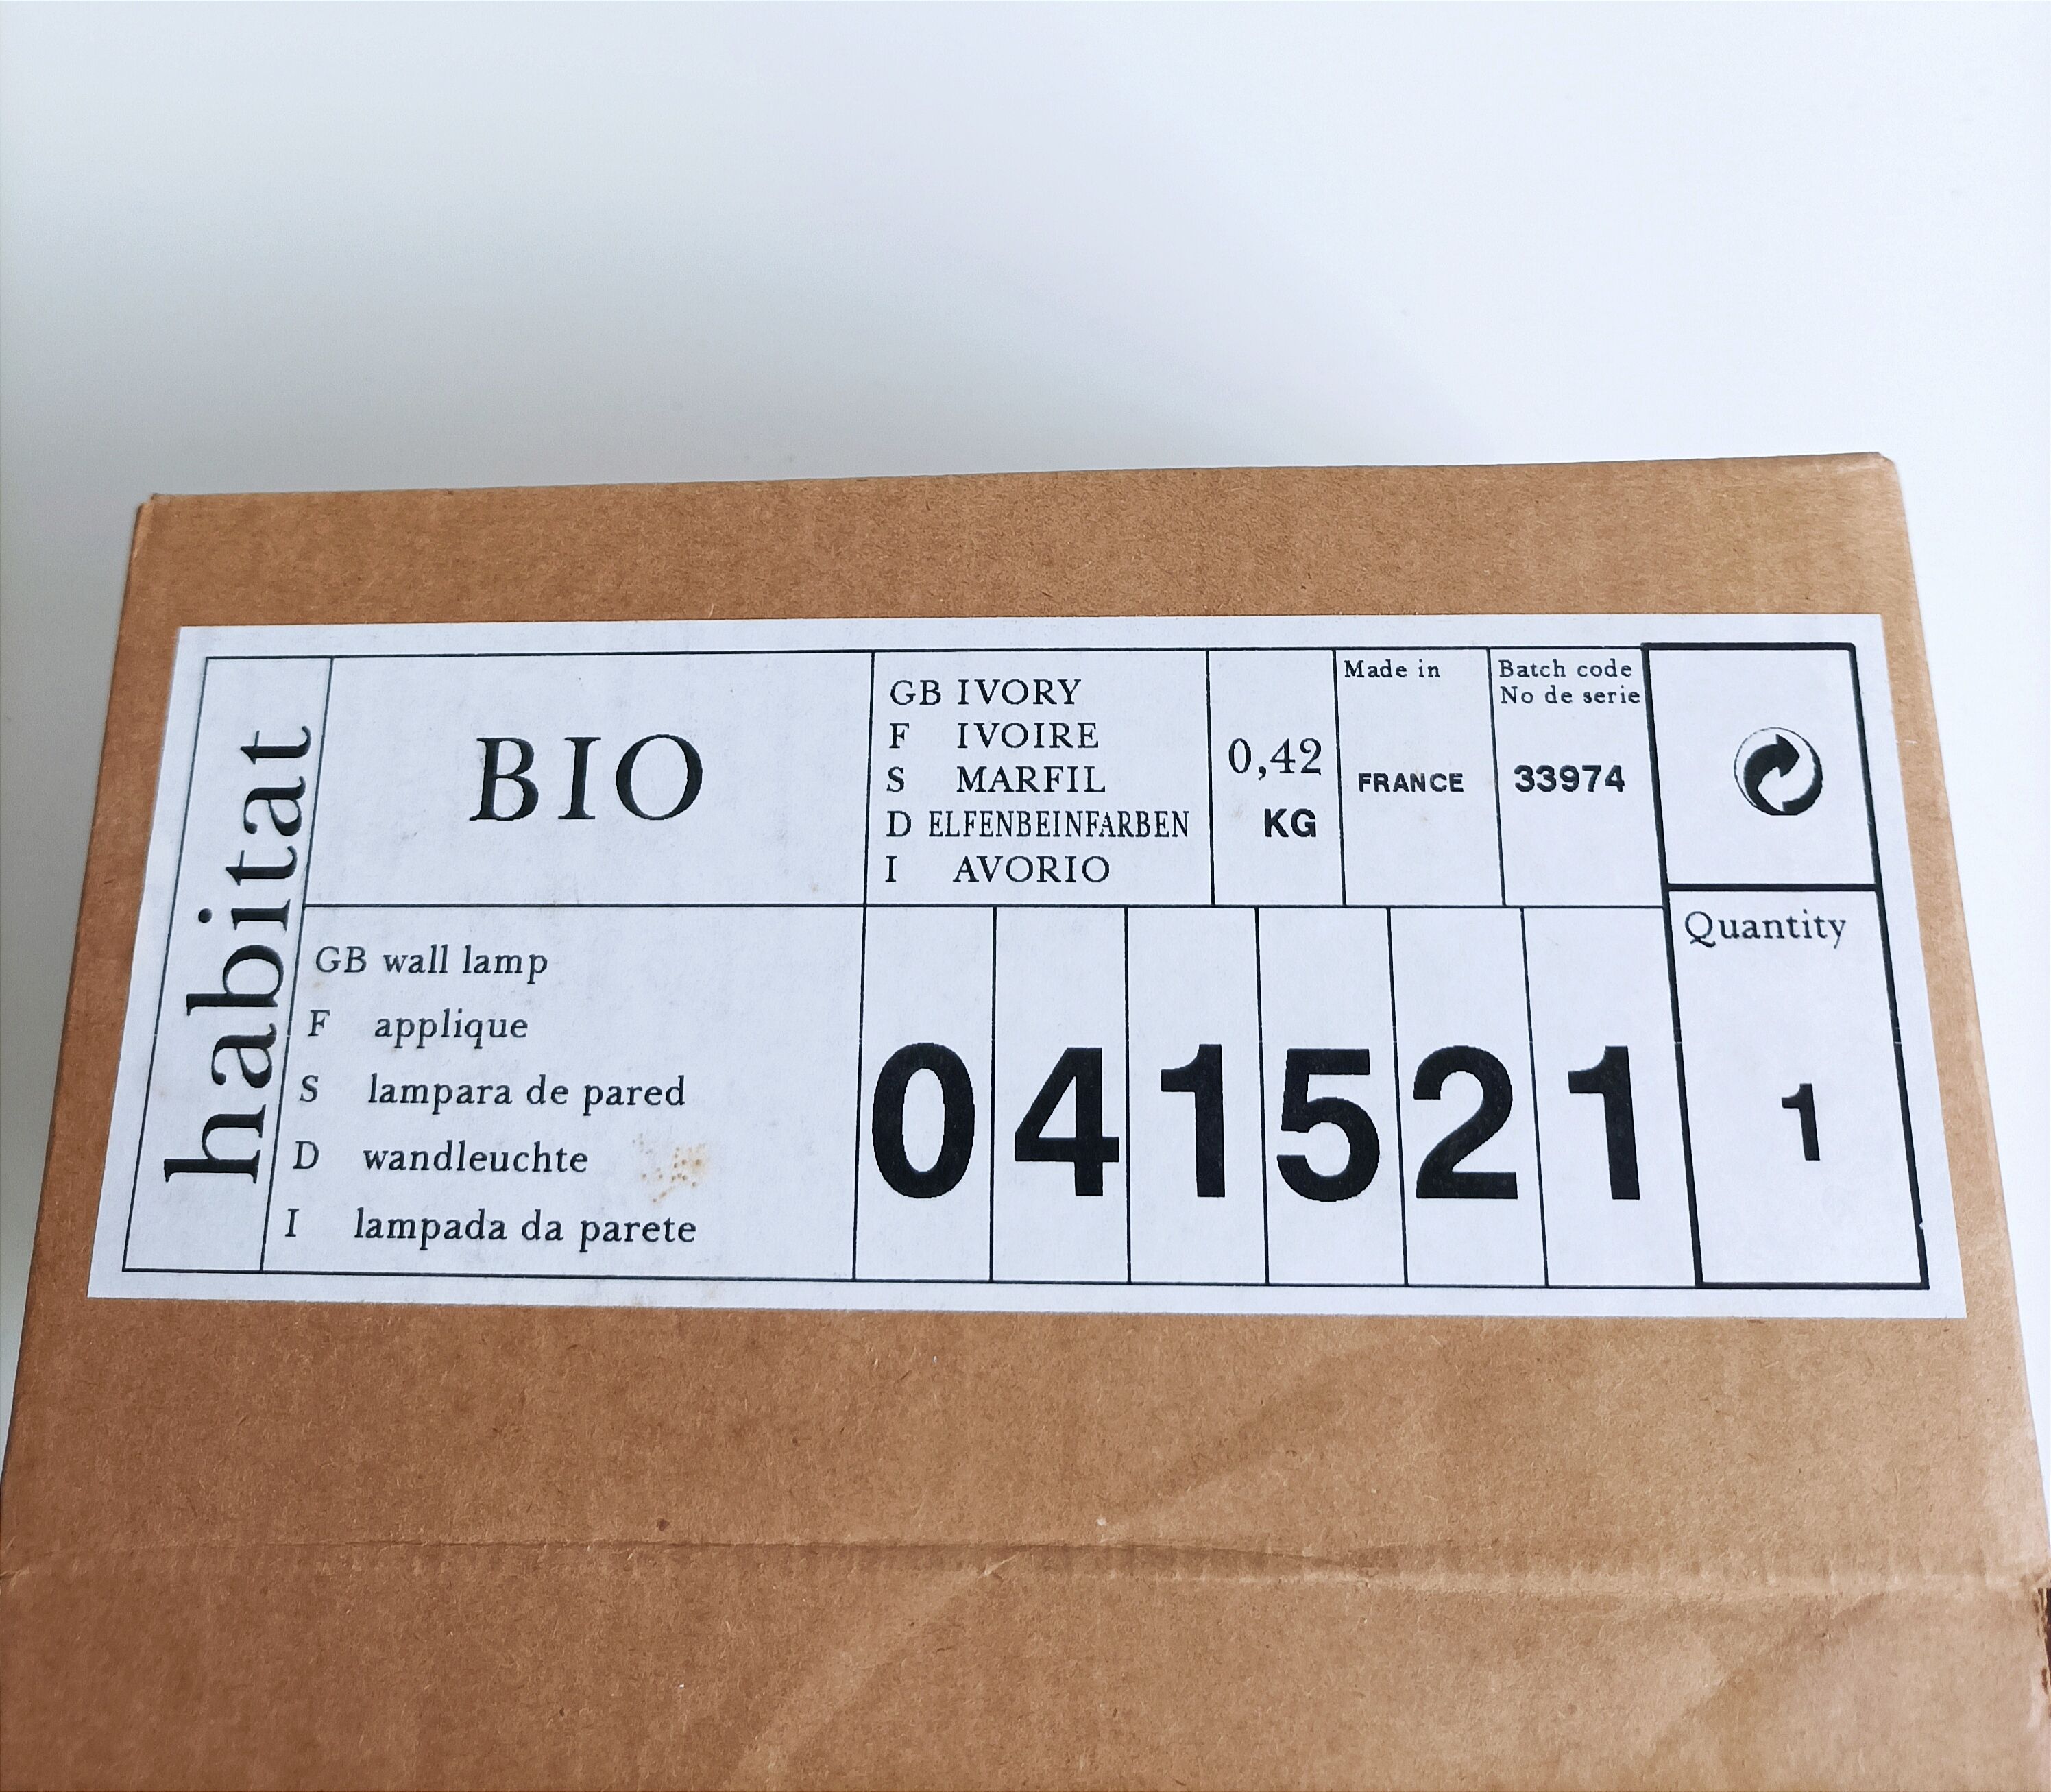 habitat
BIO
GB IVORY
F IVOIRE
S MARFIL
D ELFENBEINFARBEN
I AVORIO
0,42
KG
Made in
FRANCE
Batch code
No de serie
33974
GB wall lamp
F applique
S lampara de pared
D wandleuchte
I lampada da parete
041521
Quantity
1